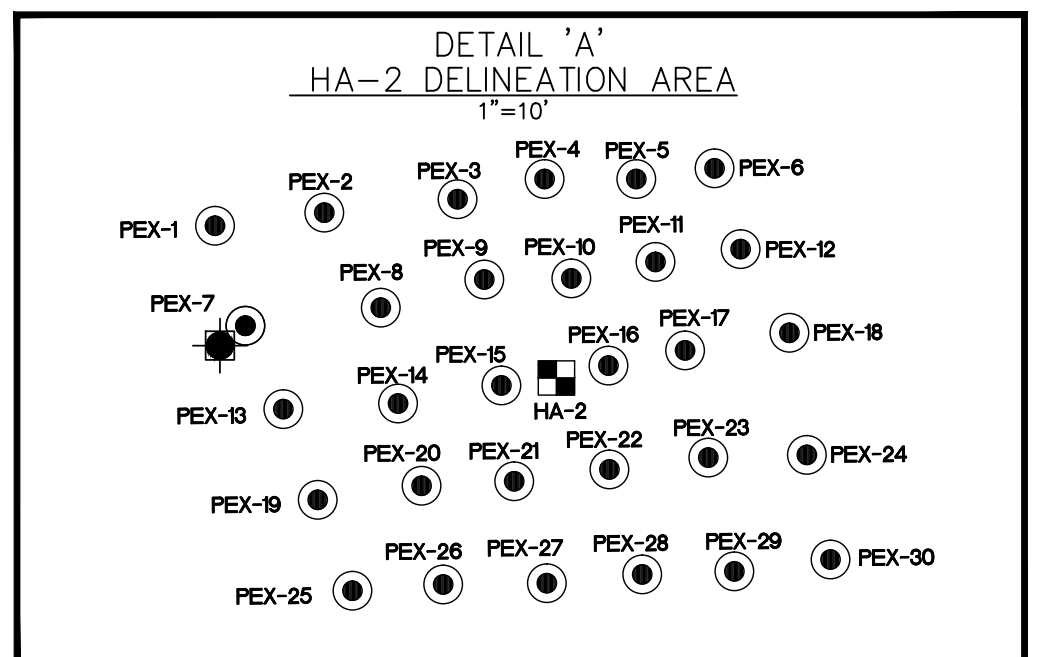 DETAIL 'A'
HA-2 DELINEATION AREA
1"=10'
PEX-1
PEX-2
PEX-3
PEX-4
PEX-5
PEX-6
PEX-7
PEX-8
PEX-9
PEX-10
PEX-11
PEX-12
PEX-13
PEX-14
PEX-15
HA-2
PEX-16
PEX-17
PEX-18
PEX-19
PEX-20
PEX-21
PEX-22
PEX-23
PEX-24
PEX-25
PEX-26
PEX-27
PEX-28
PEX-29
PEX-30